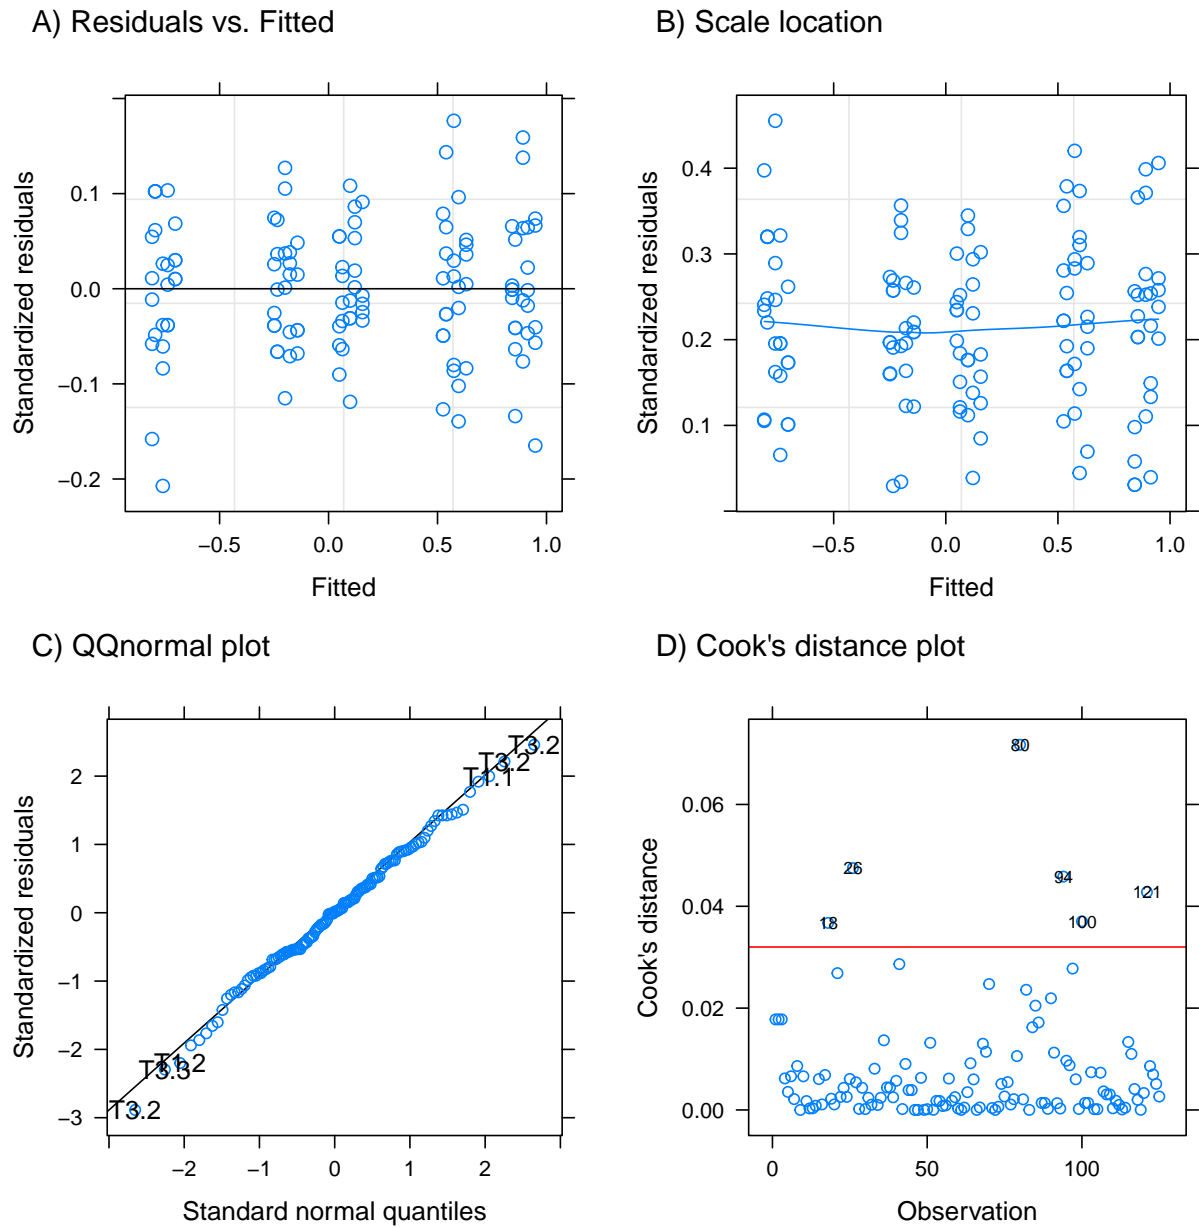 A) Residuals vs. Fitted
B) Scale location
Standardized residuals
0.1
0.0
−0.1
−0.2
−0.5 0.0 0.5 1.0
Fitted
Standardized residuals
0.4
0.3
0.2
0.1
−0.5 0.0 0.5 1.0
Fitted
C) QQnormal plot
D) Cook's distance plot
Standardized residuals
2
1
0
−1
−2
−3
T3.2
T3.2
T1.1
T1.2
T3.3
T3.2
−2 −1 0 1 2
Standard normal quantiles
Cook's distance
0.06
0.04
0.02
0.00
80
26
94
121
18
100
0 50 100
Observation